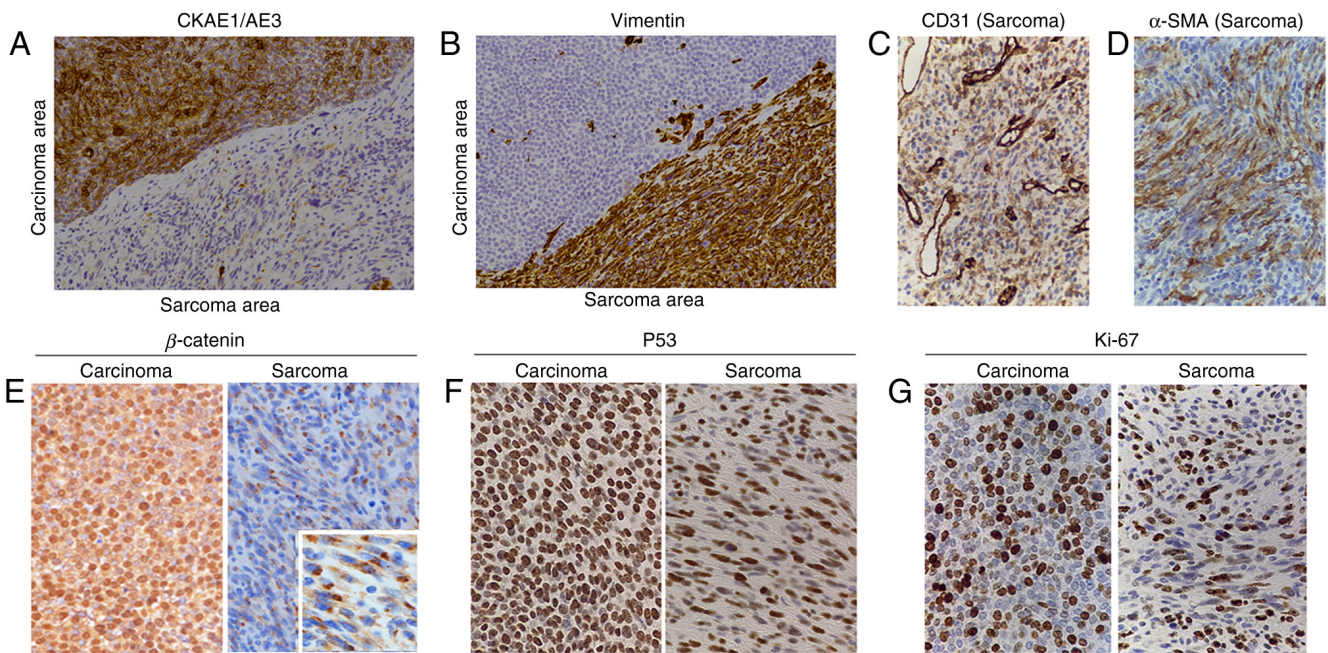 CKAE1/AE3
Vimentin
CD31 (Sarcoma)
α-SMA (Sarcoma)
A
B
C
D
Carcinoma area
Carcinoma area
Sarcoma area
Sarcoma area
β-catenin
P53
Ki-67
Carcinoma
Sarcoma
Carcinoma
Sarcoma
Carcinoma
Sarcoma
E
F
G